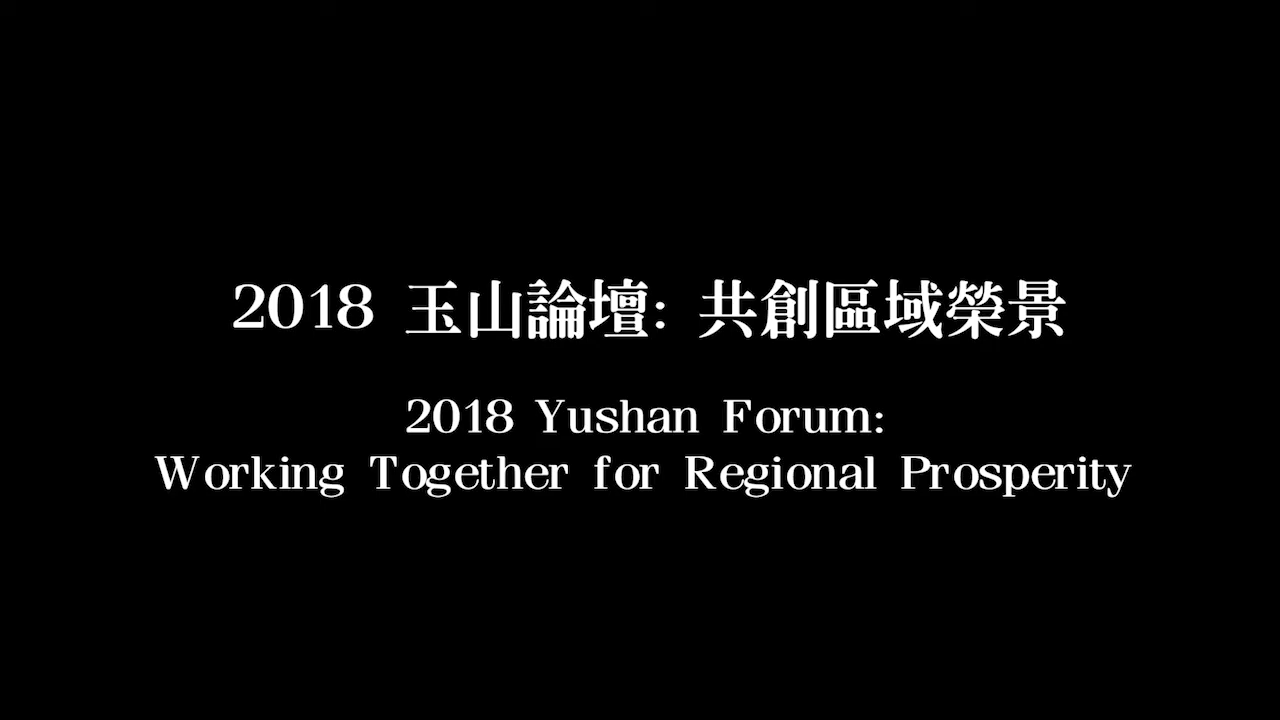 2018 玉山論壇: 共創區域榮景
2018 Yushan Forum:
Working Together for Regional Prosperity